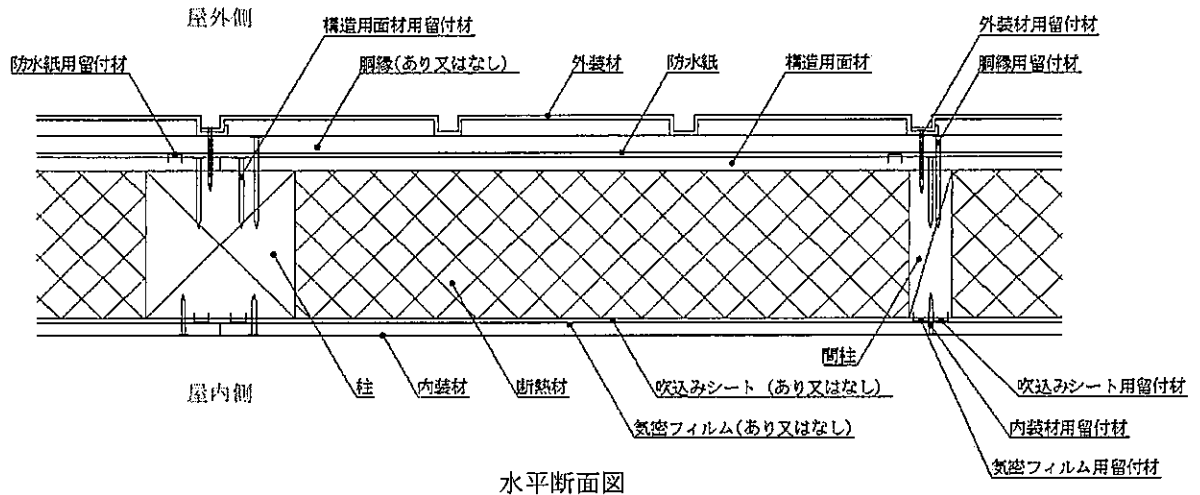 屋外側
構造用面材用留付材
外装材用留付材
防水紙用留付材
胴縁(あり又はなし)
外装材
防水紙
構造用面材
胴縁用留付材
間柱
柱
内装材
断熱材
吹込みシート (あり又はなし)
吹込みシート用留付材
屋内側
気密フィルム(あり又はなし)
内装材用留付材
気密フィルム用留付材
水平断面図